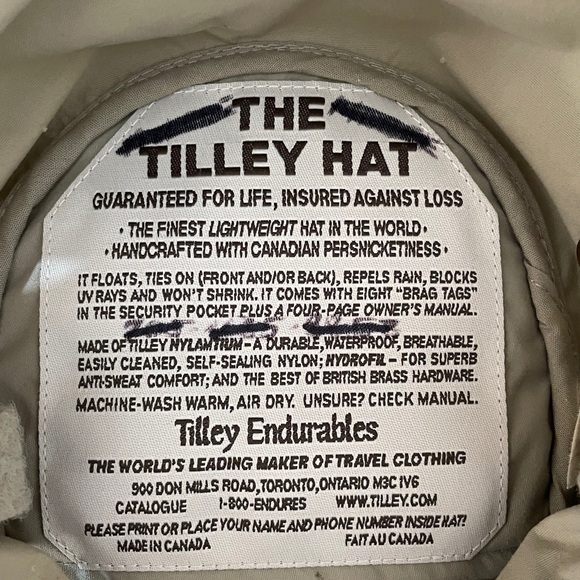 THE
TILLEY HAT
GUARANTEED FOR LIFE, INSURED AGAINST LOSS
• THE FINEST LIGHTWEIGHT HAT IN THE WORLD •
• HANDCRAFTED WITH CANADIAN PERSNICKETINESS •
IT FLOATS, TIES ON (FRONT AND/OR BACK), REPELS RAIN, BLOCKS
UV RAYS AND WON'T SHRINK. IT COMES WITH EIGHT "BRAG TAGS"
IN THE SECURITY POCKET PLUS A FOUR-PAGE OWNER'S MANUAL.
MADE OF TILLEY NYLAMTIUM – A DURABLE, WATERPROOF, BREATHABLE,
EASILY CLEANED, SELF-SEALING NYLON; HYDROFIL – FOR SUPERB
ANTI-SWEAT COMFORT; AND THE BEST OF BRITISH BRASS HARDWARE.
MACHINE-WASH WARM, AIR DRY. UNSURE? CHECK MANUAL.
Tilley Endurables
THE WORLD'S LEADING MAKER OF TRAVEL CLOTHING
900 DON MILLS ROAD, TORONTO, ONTARIO M3C 1V6
CATALOGUE 1-800-ENDURES WWW.TILLEY.COM
PLEASE PRINT OR PLACE YOUR NAME AND PHONE NUMBER INSIDE HAT!
MADE IN CANADA FAIT AU CANADA